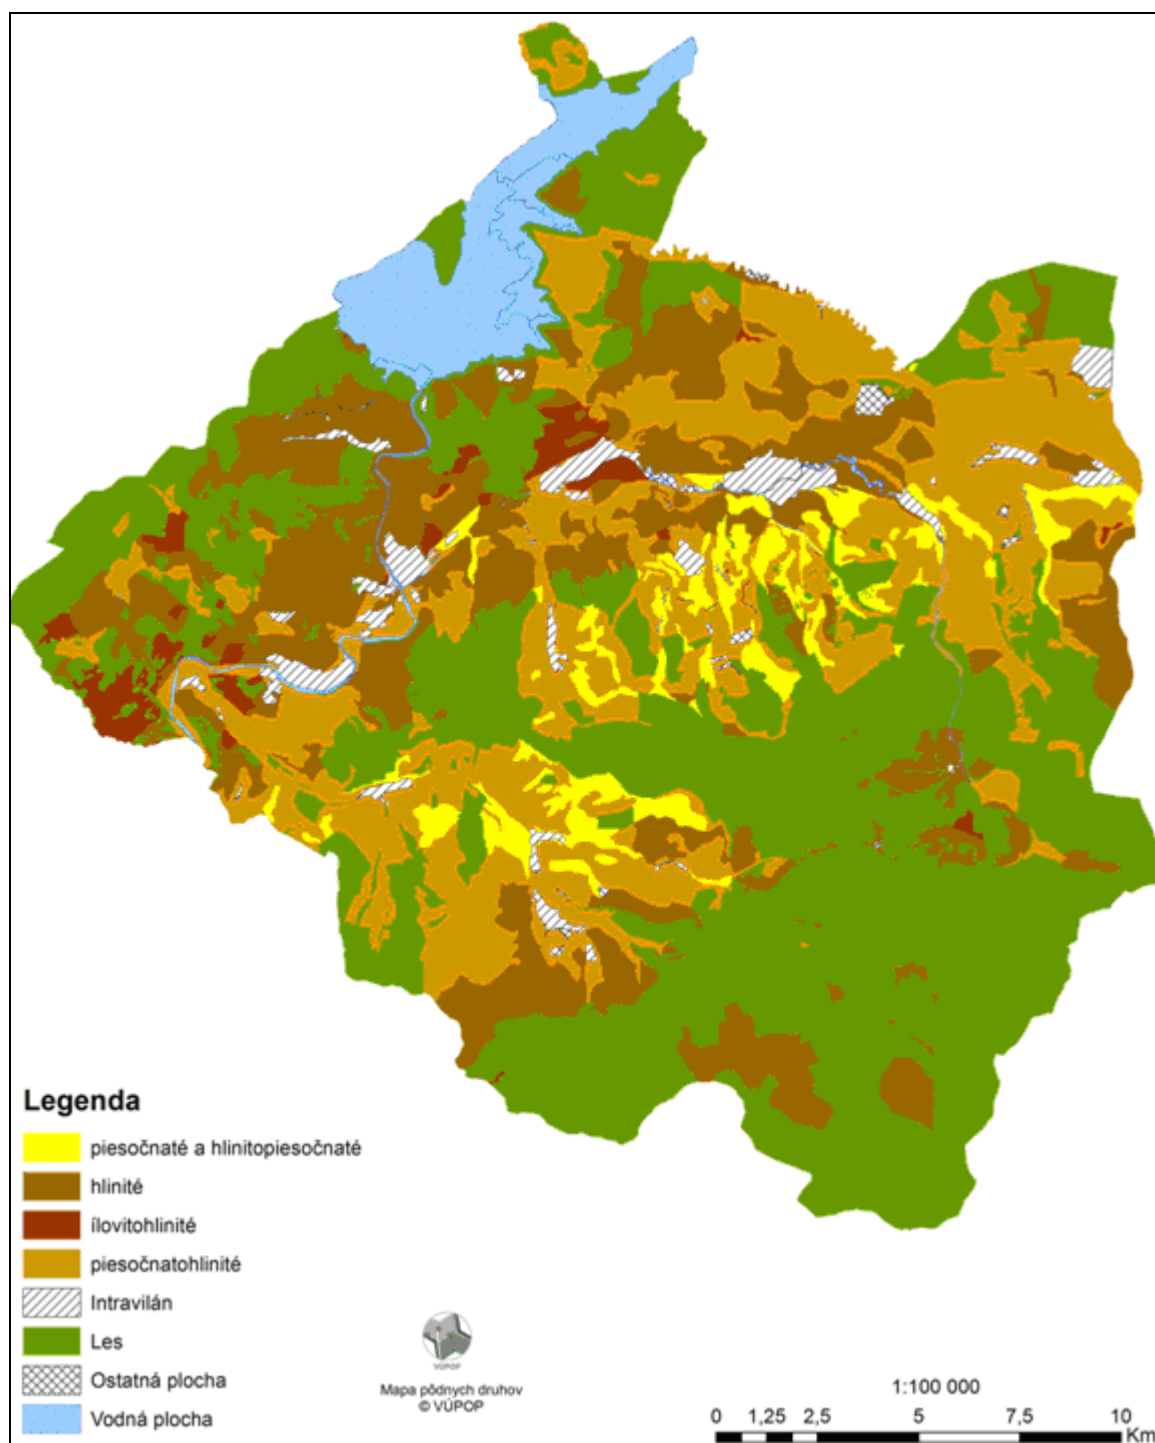 Legenda
piesočnaté a hlinitopiesočnaté
hlinité
ílovitohlinité
piesočnatohlinité
Intravilán
Les
Ostatná plocha
Vodná plocha
VÚPOP
Mapa pôdnych druhov
© VÚPOP
1:100 000
0 1,25 2,5 5 7,5 10
Km